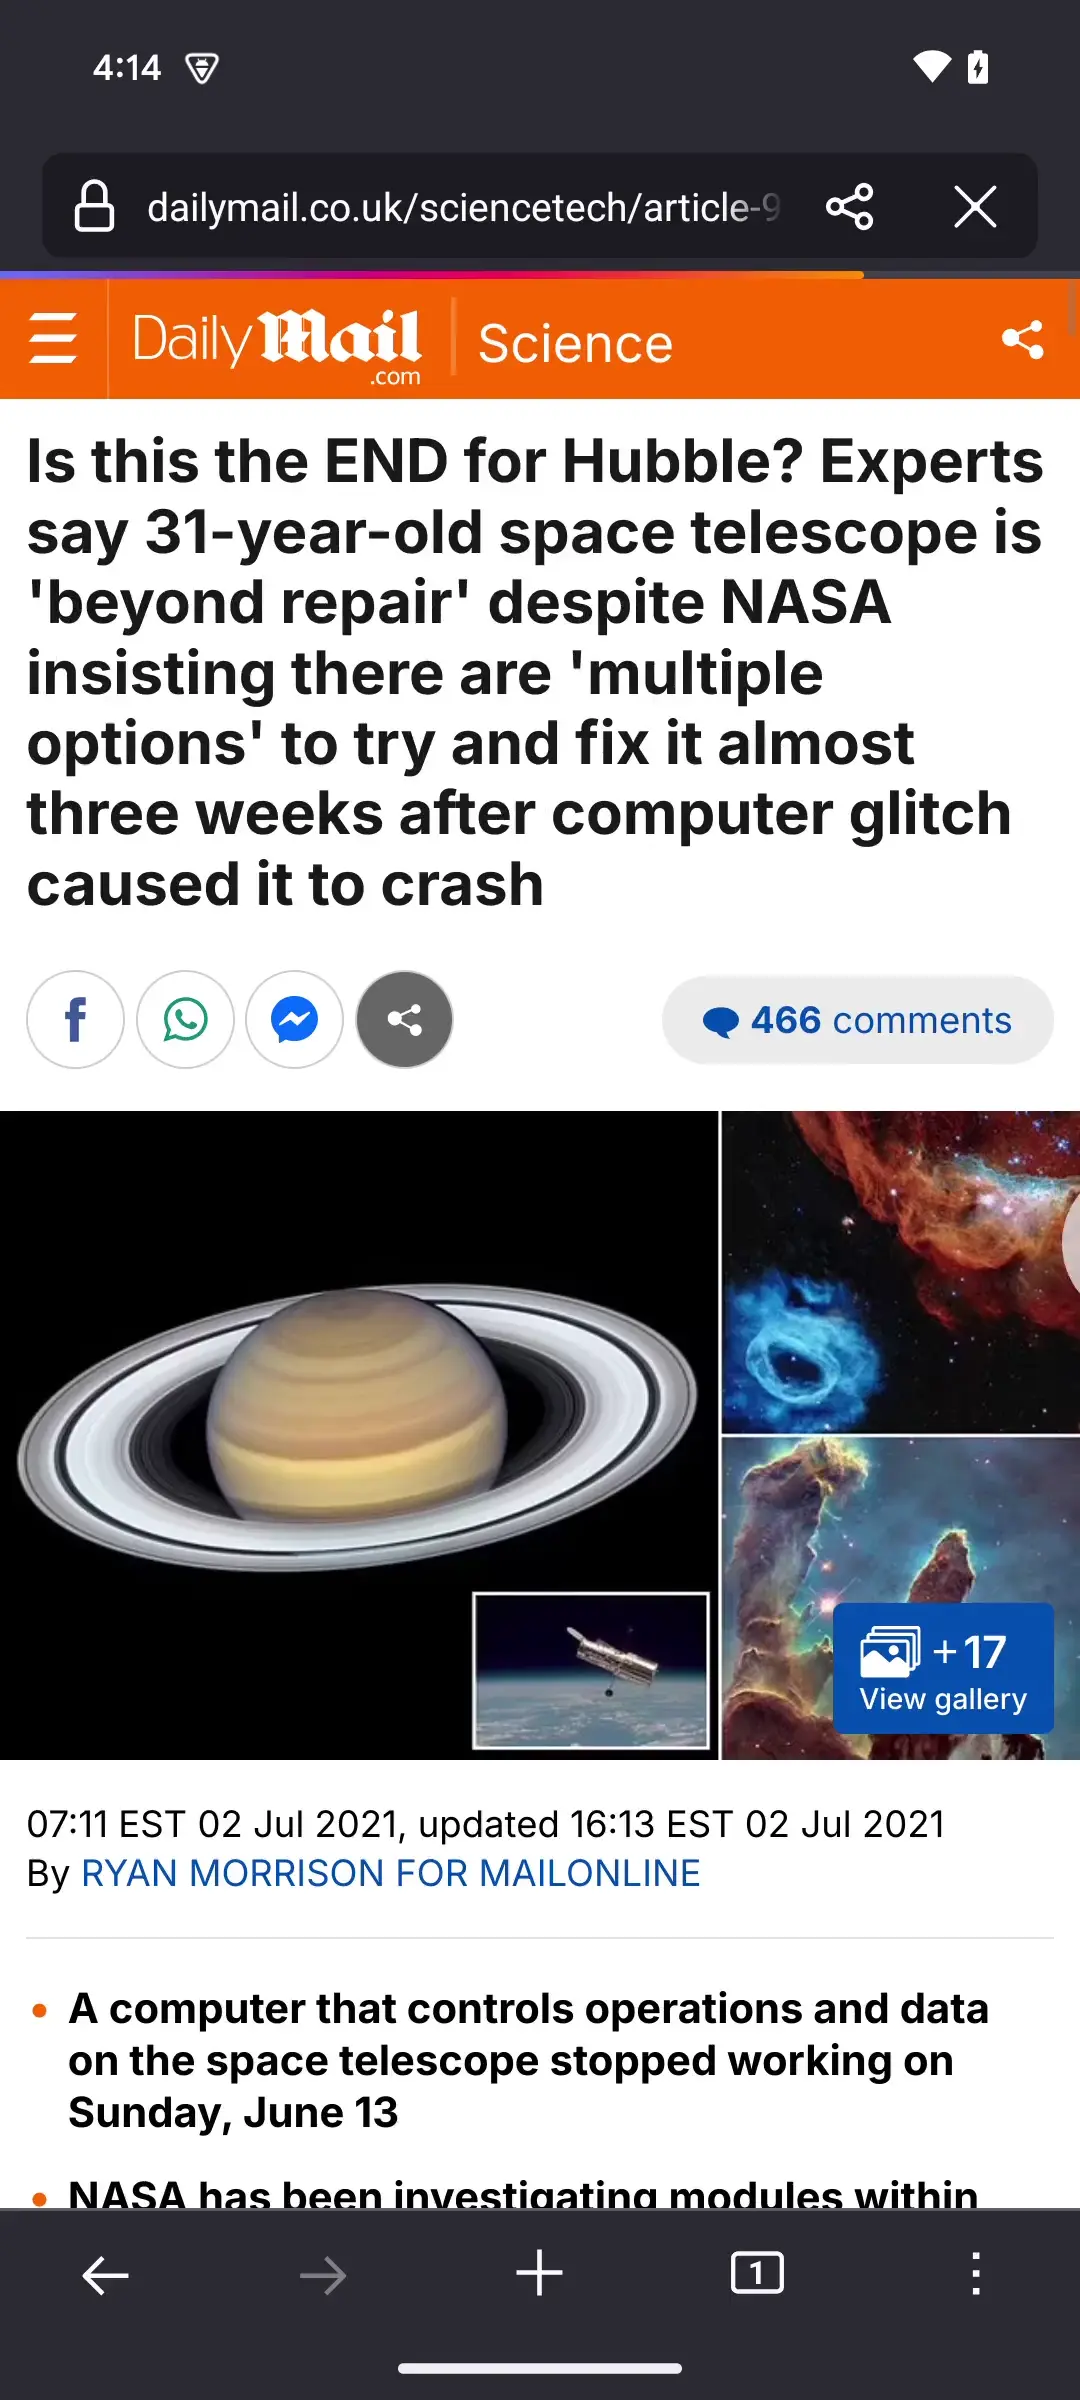 4:14
dailymail.co.uk/sciencetech/article-9
Daily Mail
.com
Science
Is this the END for Hubble? Experts
say 31-year-old space telescope is
'beyond repair' despite NASA
insisting there are 'multiple
options' to try and fix it almost
three weeks after computer glitch
caused it to crash
466 comments
+17
View gallery
07:11 EST 02 Jul 2021, updated 16:13 EST 02 Jul 2021
By RYAN MORRISON FOR MAILONLINE
• A computer that controls operations and data
on the space telescope stopped working on
Sunday, June 13
• NASA has been investigating modules within
1